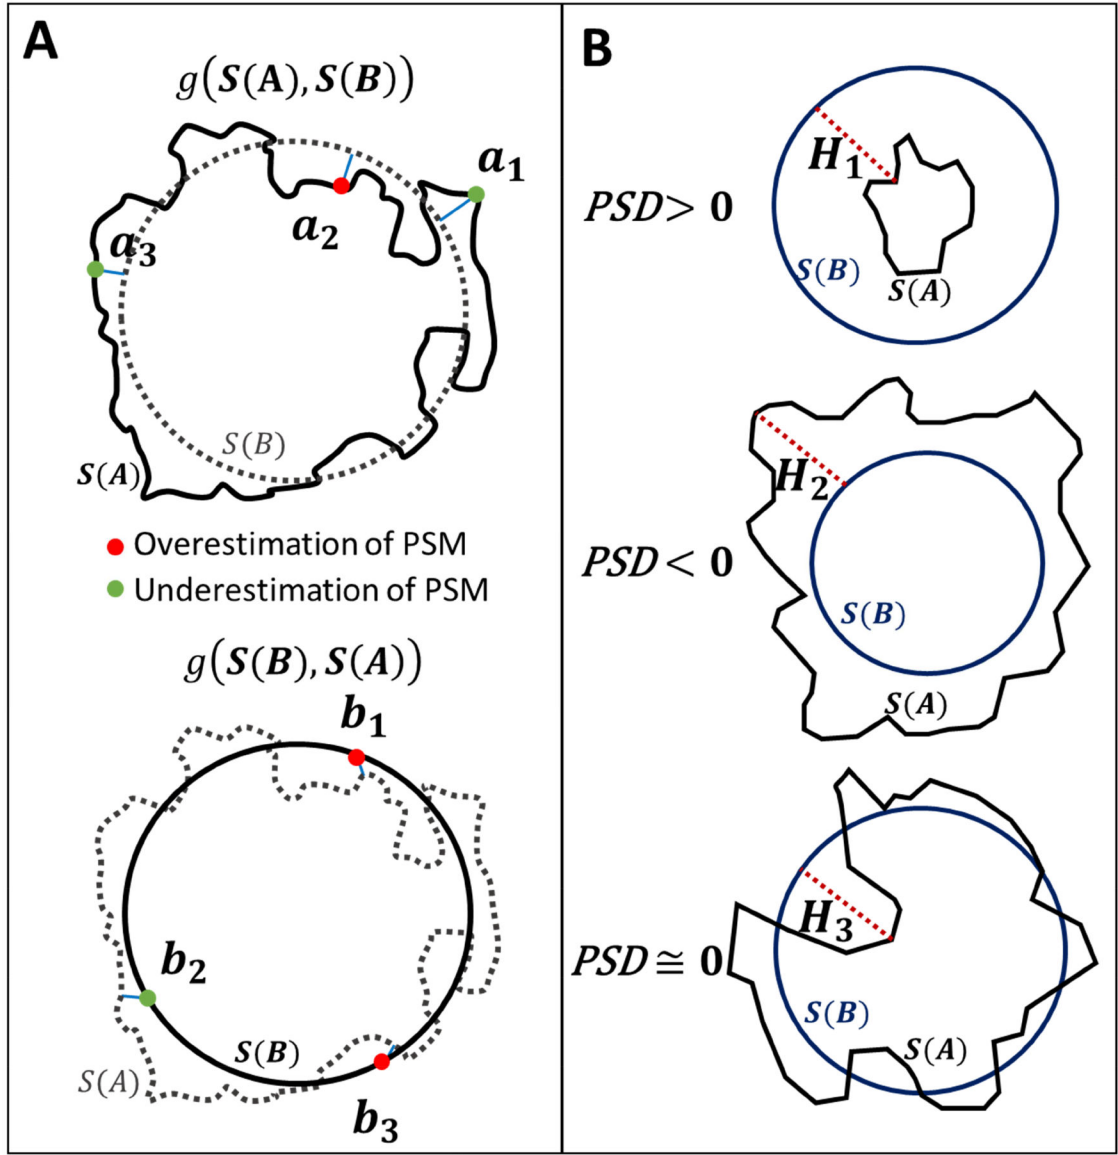 A
g(S(A), S(B))
a1
a2
a3
S(B)
S(A)
Overestimation of PSM
Underestimation of PSM
g(S(B), S(A))
b1
b2
S(B)
S(A)
b3
B
H1
PSD > 0
S(B)
S(A)
H2
PSD < 0
S(B)
S(A)
H3
PSD ≅ 0
S(B)
S(A)